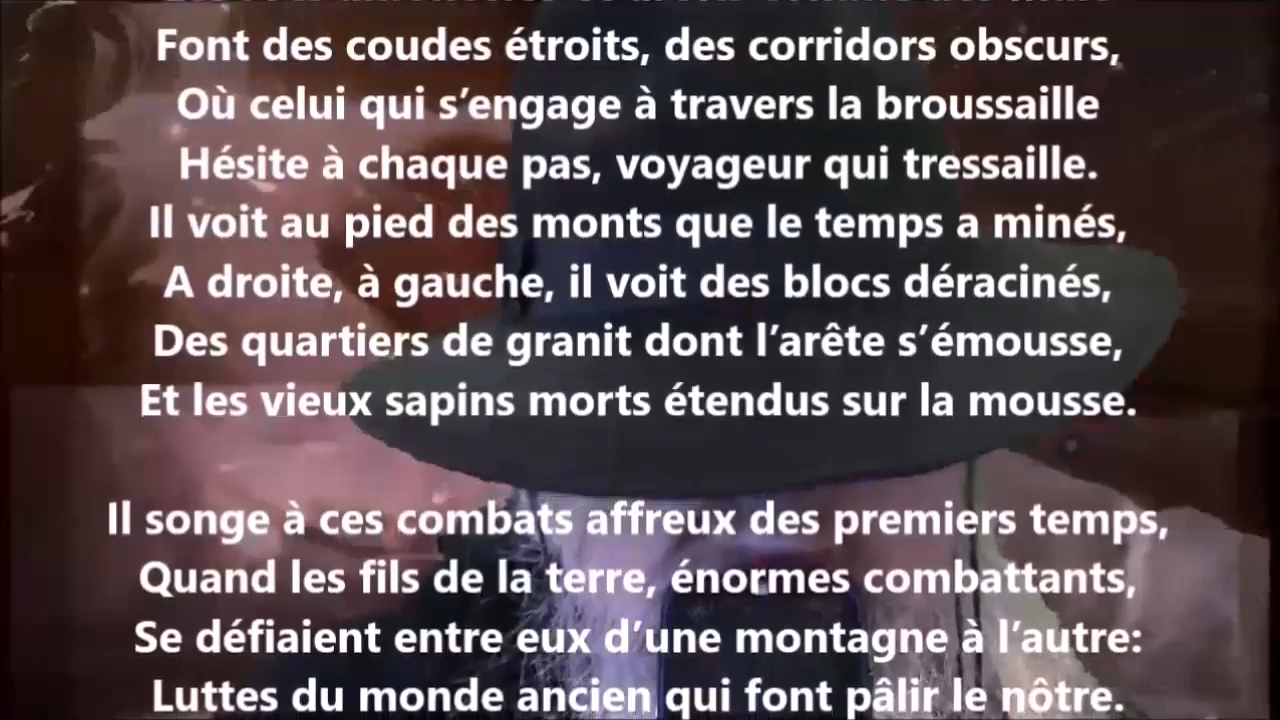 Font des coudes étroits, des corridors obscurs,
Où celui qui s’engage à travers la broussaille
Hésite à chaque pas, voyageur qui tressaille.
Il voit au pied des monts que le temps a minés,
A droite, à gauche, il voit des blocs déracinés,
Des quartiers de granit dont l’arête s’émousse,
Et les vieux sapins morts étendus sur la mousse.
Il songe à ces combats affreux des premiers temps,
Quand les fils de la terre, énormes combattants,
Se défiaient entre eux d’une montagne à l’autre:
Luttes du monde ancien qui font pâlir le nôtre.